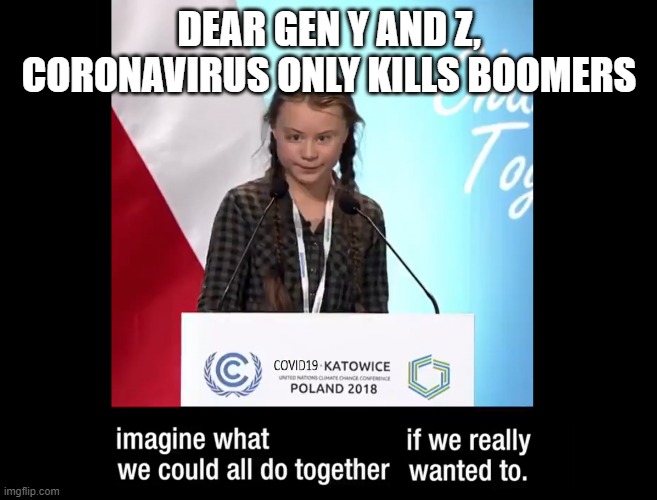 DEAR GEN Y AND Z,
CORONAVIRUS ONLY KILLS BOOMERS
Tog
COVID19·KATOWICE
UNITED NATIONS CLIMATE CHANGE CONFERENCE
POLAND 2018
imagine what if we really
we could all do together wanted to.
imgflip.com